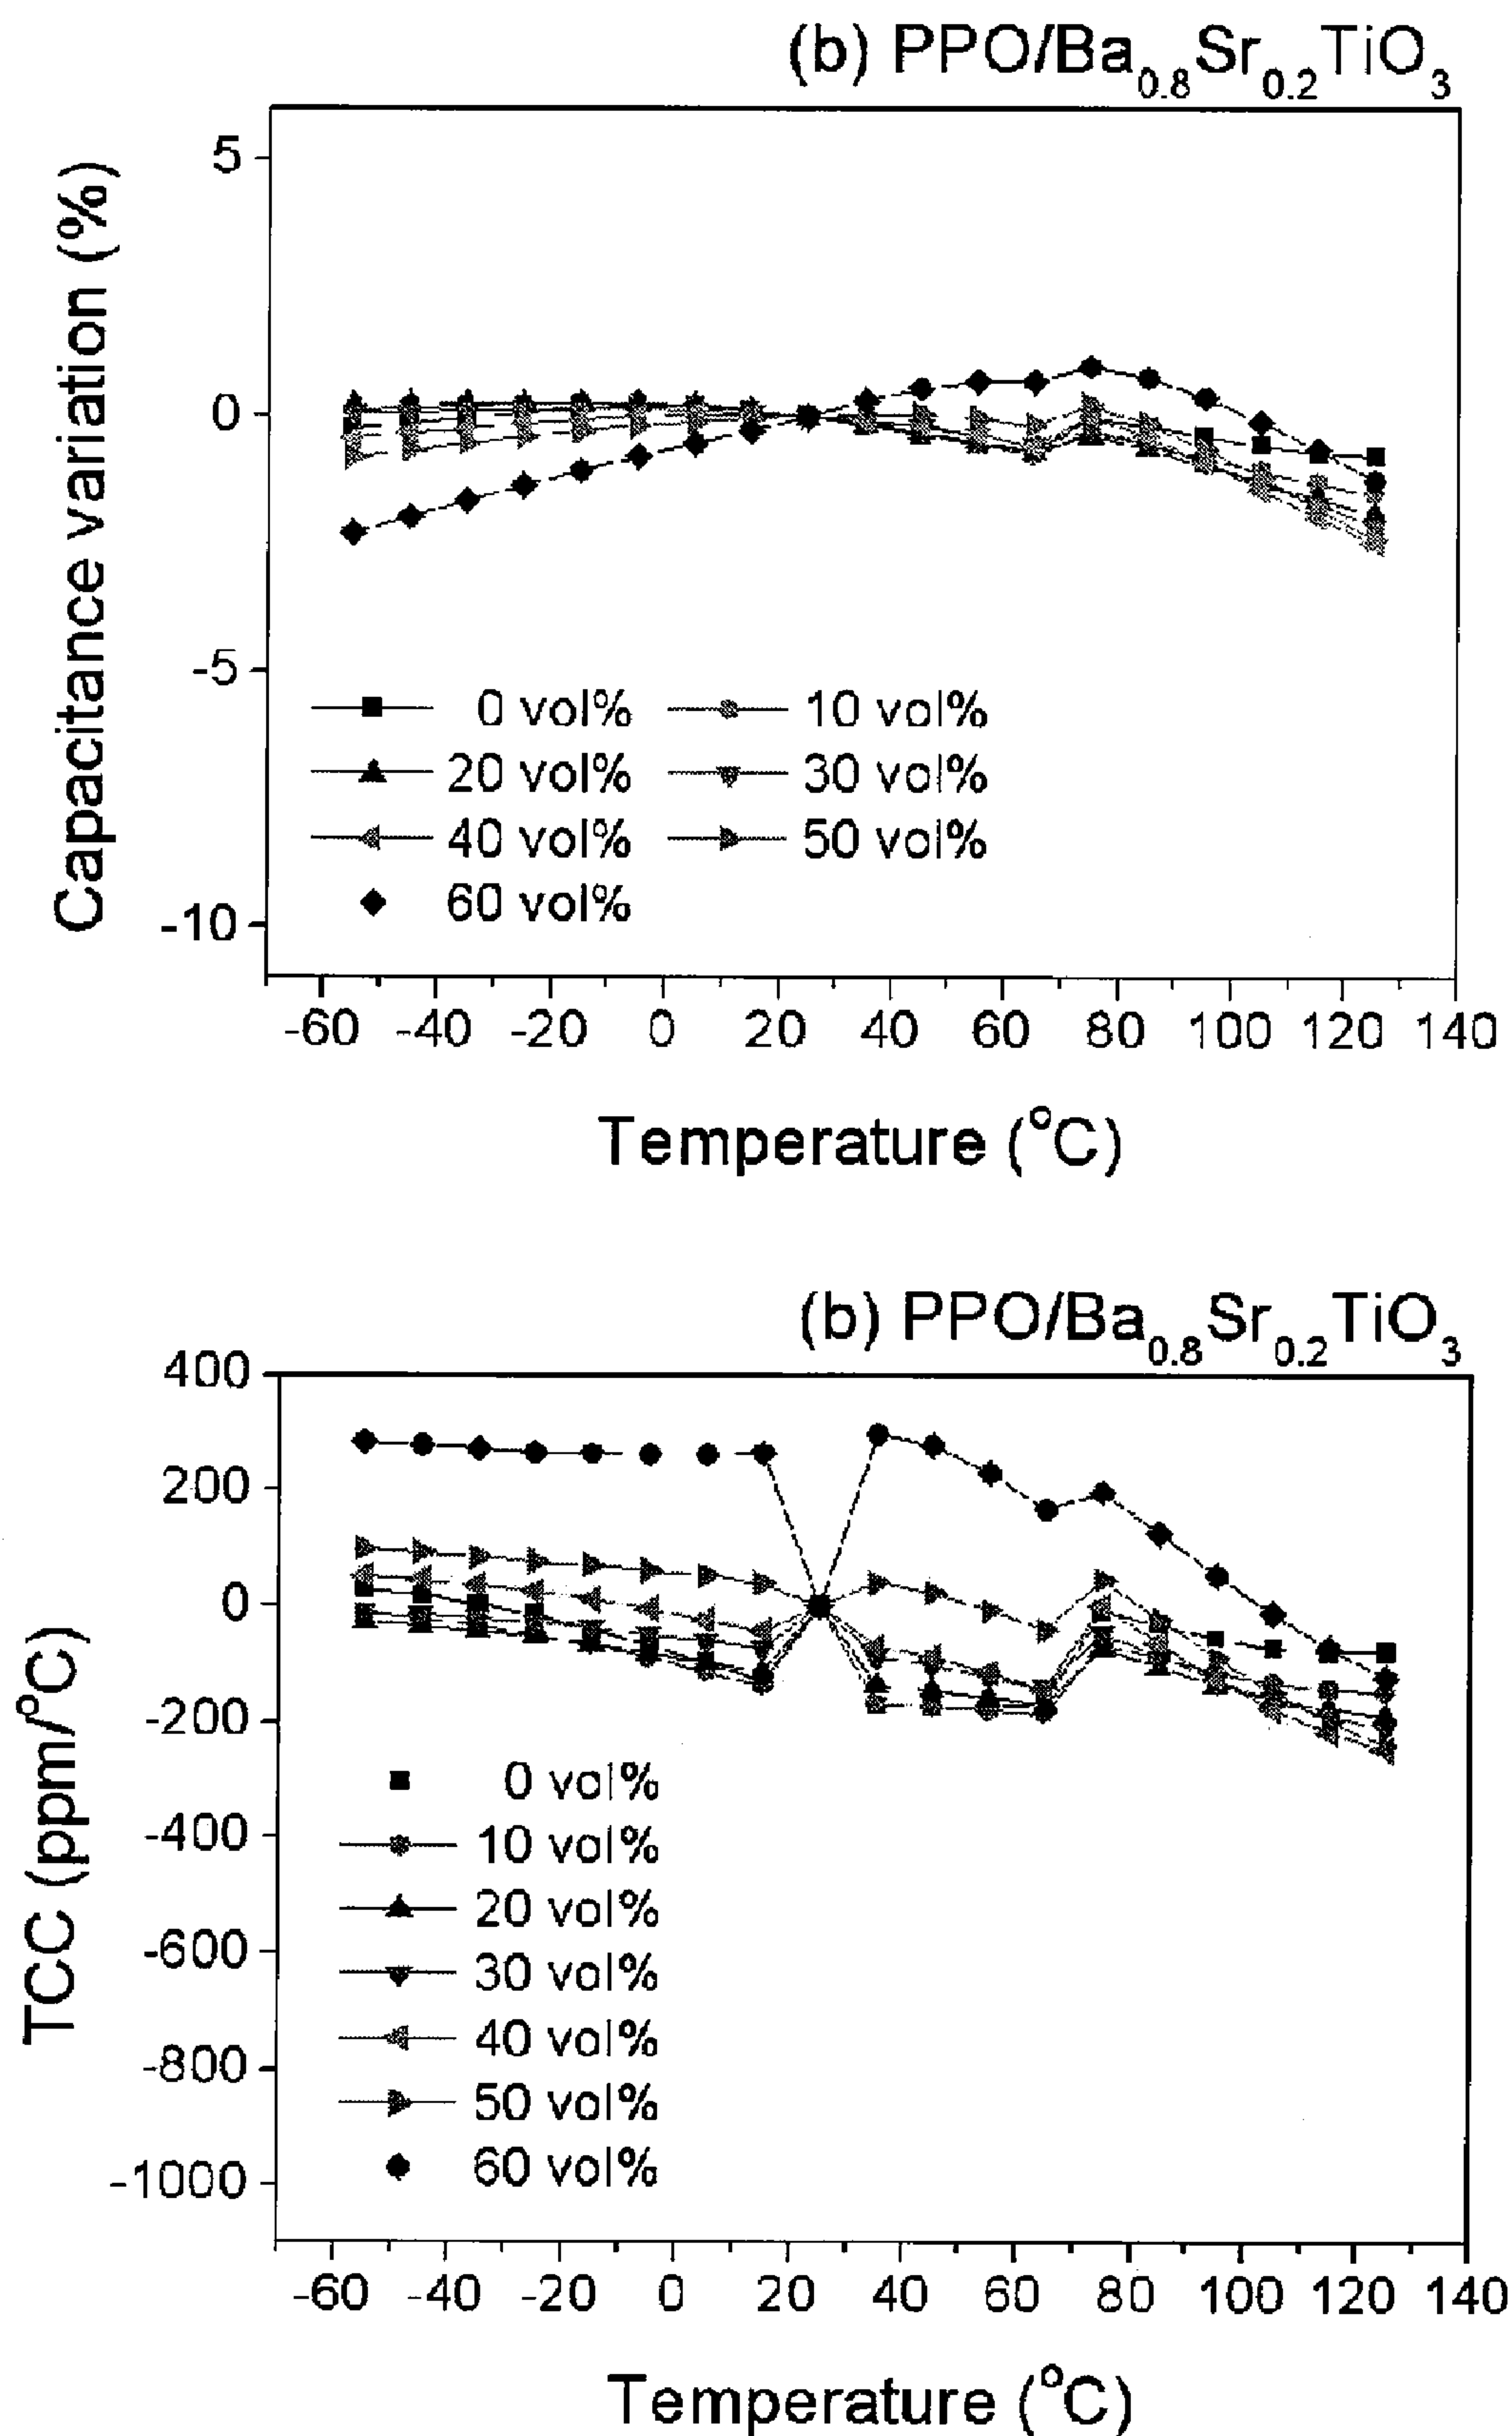 (b) PPO/Ba0.8Sr0.2TiO3
5
0
-5
-10
Capacitance variation (%)
0 vol% 10 vol%
20 vol% 30 vol%
40 vol% 50 vol%
60 vol%
-60 -40 -20 0 20 40 60 80 100 120 140
Temperature (°C)
(b) PPO/Ba0.8Sr0.2TiO3
400
200
0
-200
-400
-600
-800
-1000
TCC (ppm/°C)
0 vol%
10 vol%
20 vol%
30 vol%
40 vol%
50 vol%
60 vol%
-60 -40 -20 0 20 40 60 80 100 120 140
Temperature (°C)